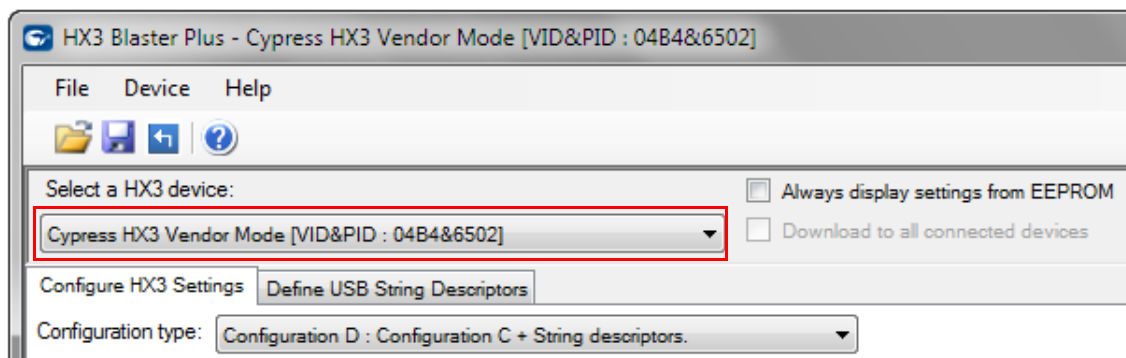 HX3 Blaster Plus - Cypress HX3 Vendor Mode [VID&PID : 04B4&6502]
File Device Help
Select a HX3 device:
Always display settings from EEPROM
Cypress HX3 Vendor Mode [VID&PID : 04B4&6502]
Download to all connected devices
Configure HX3 Settings Define USB String Descriptors
Configuration type: Configuration D : Configuration C + String descriptors.